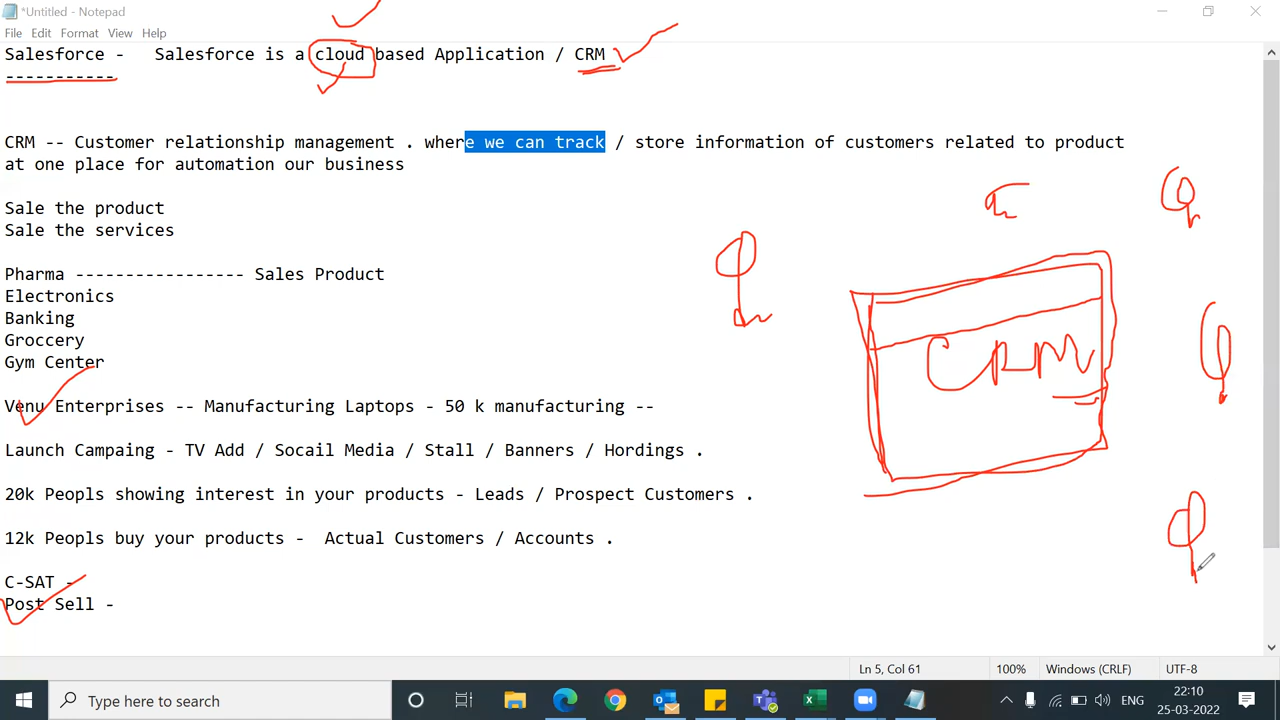 *Untitled - Notepad
File Edit Format View Help
Salesforce - Salesforce is a cloud based Application / CRM
-----------
CRM -- Customer relationship management . where we can track / store information of customers related to product
at one place for automation our business
Sale the product
Sale the services
Pharma ----------------- Sales Product
Electronics
Banking
Groccery
Gym Center
Venu Enterprises -- Manufacturing Laptops - 50 k manufacturing --
Launch Campaing - TV Add / Socail Media / Stall / Banners / Hordings .
20k Peopls showing interest in your products - Leads / Prospect Customers .
12k Peopls buy your products - Actual Customers / Accounts .
C-SAT -
Post Sell -
CRM
Ln 5, Col 61 100% Windows (CRLF) UTF-8
Type here to search
ENG
22:10
25-03-2022